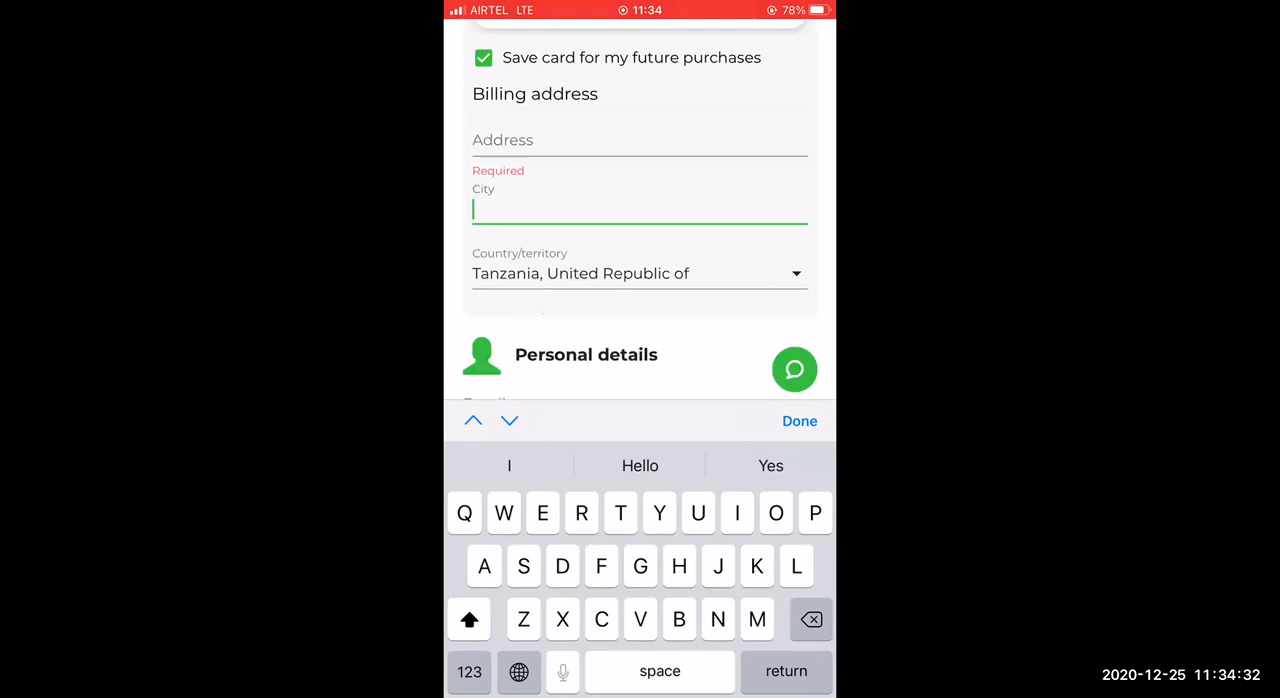 AIRTEL LTE 11:34 78%
Save card for my future purchases
Billing address
Address
Required
City
Country/territory
Tanzania, United Republic of
Personal details
Done
I Hello Yes
Q W E R T Y U I O P
A S D F G H J K L
Z X C V B N M
123 space return
2020-12-25 11:34:32